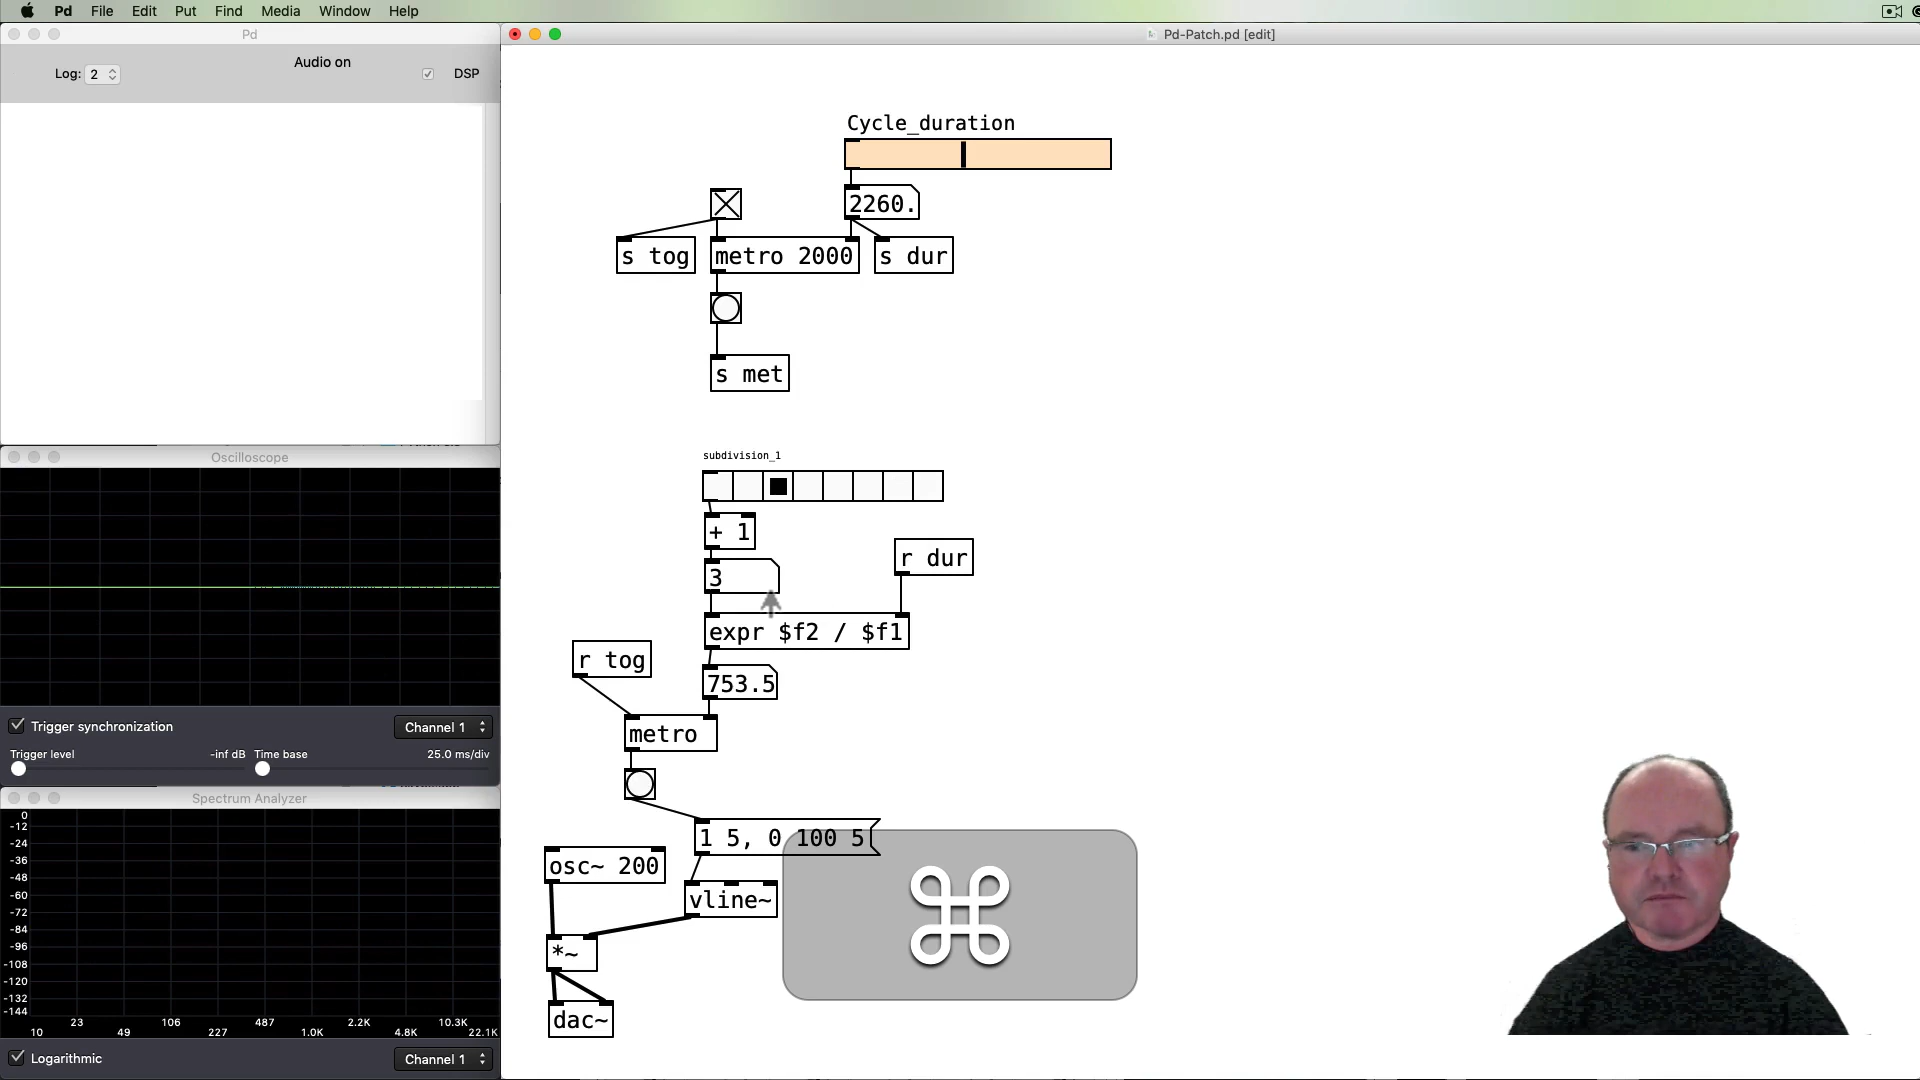 Pd File Edit Put Find Media Window Help
Pd
Pd-Patch.pd [edit]
Audio on
Log: 2
DSP
Cycle_duration
2260.
s tog
metro 2000
s dur
s met
Oscilloscope
subdivision_1
+ 1
3
r dur
expr $f2 / $f1
r tog
753.5
metro
Trigger synchronization
Channel 1
Trigger level
-inf dB
Time base
25.0 ms/div
Spectrum Analyzer
1 5, 0 100 5
osc~ 200
vline~
*~
dac~
0
-12
-24
-36
-48
-60
-72
-84
-96
-108
-120
-132
-144
10 23 49 106 227 487 1.0K 2.2K 4.8K 10.3K 22.1K
Logarithmic
Channel 1